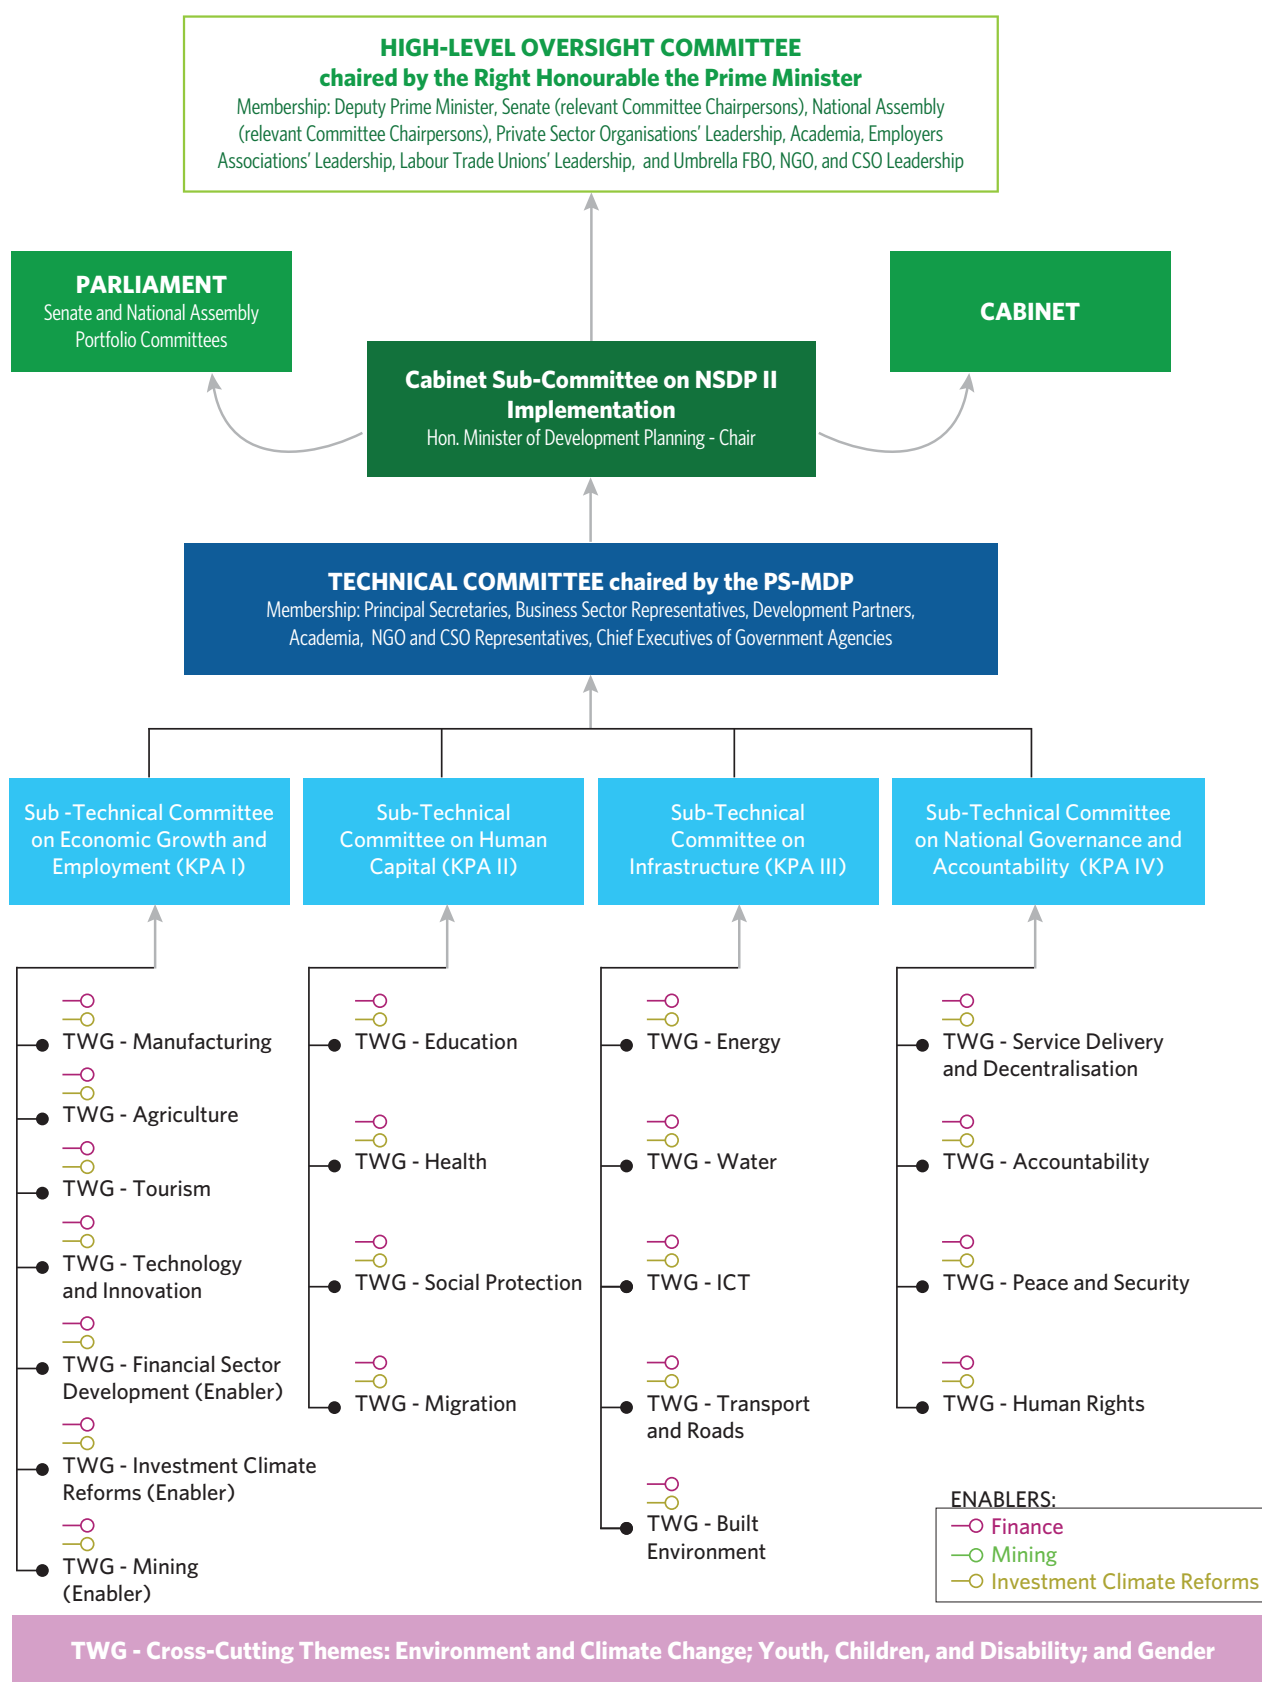 HIGH-LEVEL OVERSIGHT COMMITTEE
chaired by the Right Honourable the Prime Minister
Membership: Deputy Prime Minister, Senate (relevant Committee Chairpersons), National Assembly
(relevant Committee Chairpersons), Private Sector Organisations’ Leadership, Academia, Employers
Associations’ Leadership, Labour Trade Unions’ Leadership, and Umbrella FBO, NGO, and CSO Leadership
PARLIAMENT
Senate and National Assembly
Portfolio Committees
CABINET
Cabinet Sub-Committee on NSDP II
Implementation
Hon. Minister of Development Planning - Chair
TECHNICAL COMMITTEE chaired by the PS-MDP
Membership: Principal Secretaries, Business Sector Representatives, Development Partners,
Academia, NGO and CSO Representatives, Chief Executives of Government Agencies
Sub -Technical Committee
on Economic Growth and
Employment (KPA I)
Sub-Technical
Committee on Human
Capital (KPA II)
Sub-Technical
Committee on
Infrastructure (KPA III)
Sub-Technical Committee
on National Governance and
Accountability (KPA IV)
TWG - Manufacturing
TWG - Agriculture
TWG - Tourism
TWG - Technology
and Innovation
TWG - Financial Sector
Development (Enabler)
TWG - Investment Climate
Reforms (Enabler)
TWG - Mining
(Enabler)
TWG - Education
TWG - Health
TWG - Social Protection
TWG - Migration
TWG - Energy
TWG - Water
TWG - ICT
TWG - Transport
and Roads
TWG - Built
Environment
TWG - Service Delivery
and Decentralisation
TWG - Accountability
TWG - Peace and Security
TWG - Human Rights
ENABLERS:
Finance
Mining
Investment Climate Reforms
TWG - Cross-Cutting Themes: Environment and Climate Change; Youth, Children, and Disability; and Gender